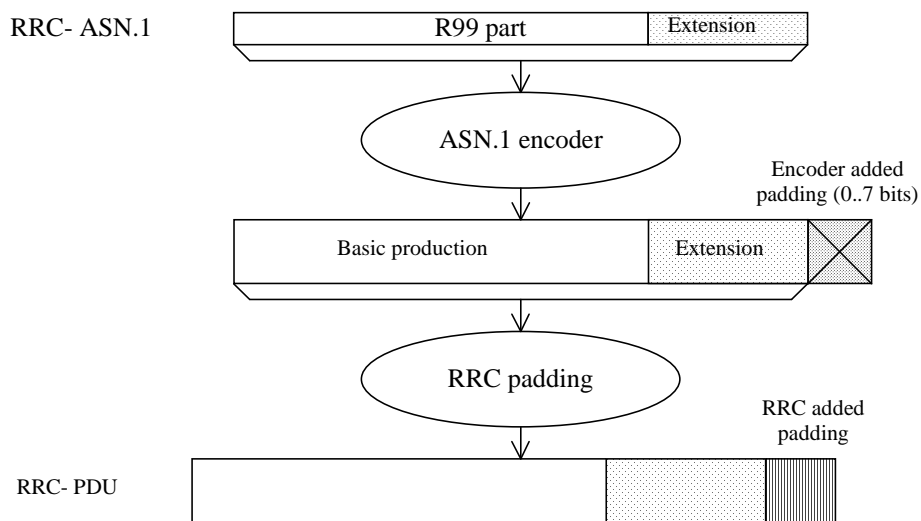 RRC- ASN.1
R99 part
Extension
ASN.1 encoder
Encoder added
padding (0..7 bits)
Basic production
Extension
RRC padding
RRC added
padding
RRC- PDU